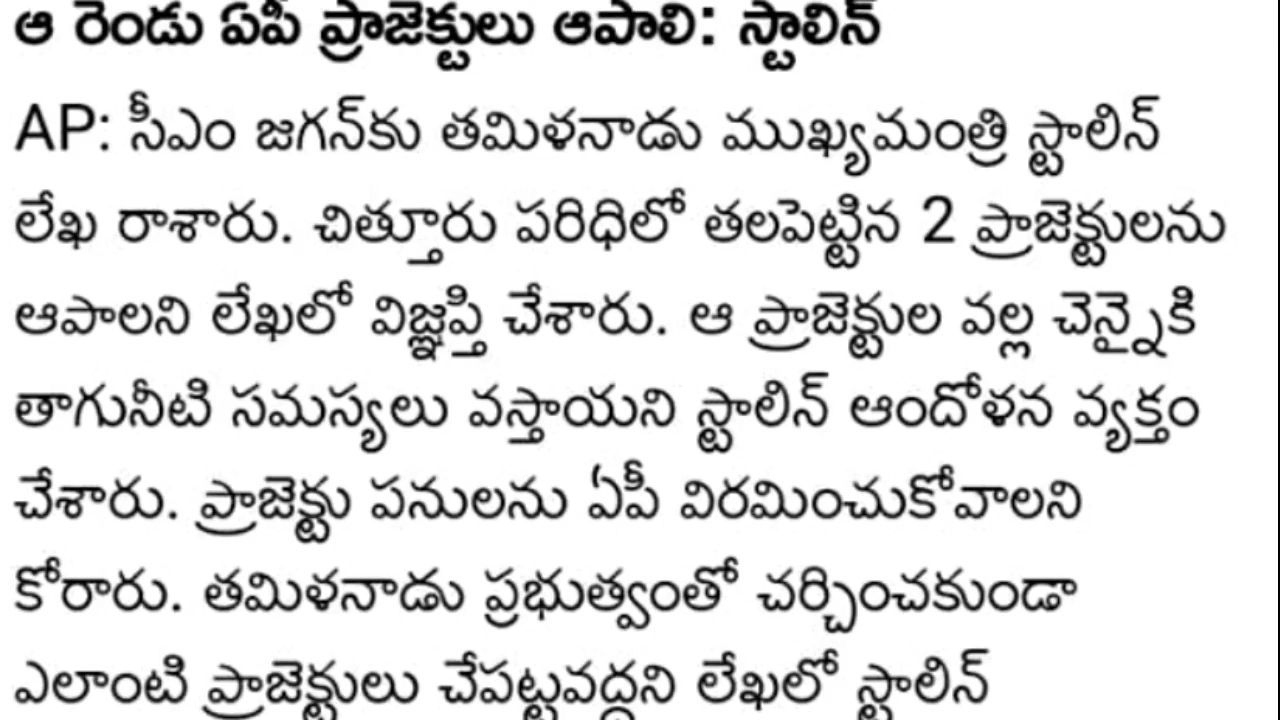 ఆ రెండు ఏపీ ప్రాజెక్టులు ఆపాలి: స్టాలిన్
AP: సీఎం జగన్‌కు తమిళనాడు ముఖ్యమంత్రి స్టాలిన్
లేఖ రాశారు. చిత్తూరు పరిధిలో తలపెట్టిన 2 ప్రాజెక్టులను
ఆపాలని లేఖలో విజ్ఞప్తి చేశారు. ఆ ప్రాజెక్టుల వల్ల చెన్నైకి
తాగునీటి సమస్యలు వస్తాయని స్టాలిన్ ఆందోళన వ్యక్తం
చేశారు. ప్రాజెక్టు పనులను ఏపీ విరమించుకోవాలని
కోరారు. తమిళనాడు ప్రభుత్వంతో చర్చించకుండా
ఎలాంటి ప్రాజెక్టులు చేపట్టవద్దని లేఖలో స్టాలిన్